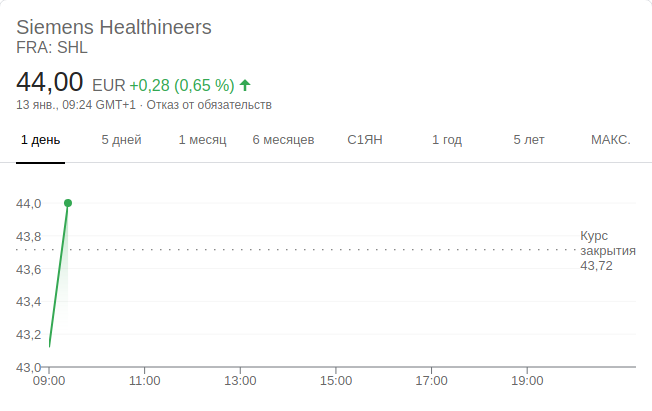 Siemens Healthineers
FRA: SHL
44,00 EUR +0,28 (0,65 %)
13 янв., 09:24 GMT+1 · Отказ от обязательств
1 день 5 дней 1 месяц 6 месяцев С1ЯН 1 год 5 лет МАКС.
44,0
43,8
Курс
закрытия
43,72
43,6
43,4
43,2
43,0
09:00 11:00 13:00 15:00 17:00 19:00